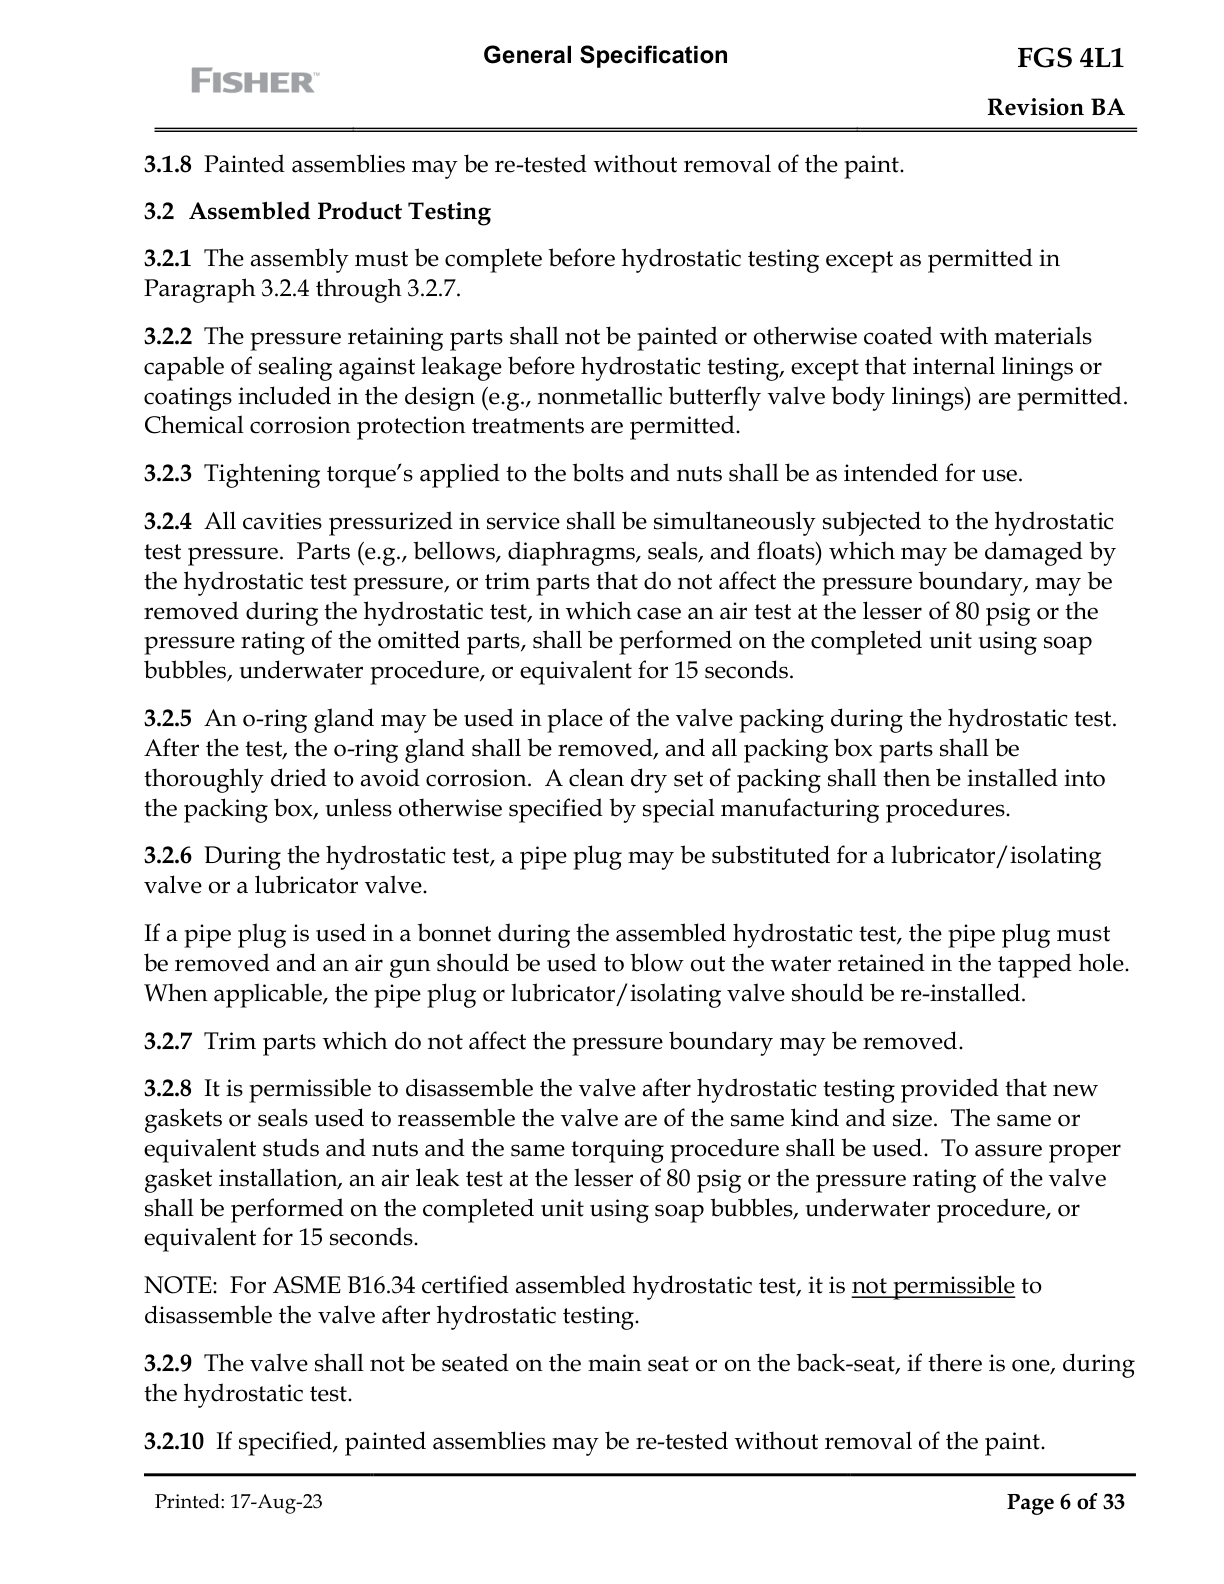 General Specification
FGS 4L1
FISHER™
Revision BA
3.1.8 Painted assemblies may be re-tested without removal of the paint.
3.2 Assembled Product Testing
3.2.1 The assembly must be complete before hydrostatic testing except as permitted in
Paragraph 3.2.4 through 3.2.7.
3.2.2 The pressure retaining parts shall not be painted or otherwise coated with materials
capable of sealing against leakage before hydrostatic testing, except that internal linings or
coatings included in the design (e.g., nonmetallic butterfly valve body linings) are permitted.
Chemical corrosion protection treatments are permitted.
3.2.3 Tightening torque’s applied to the bolts and nuts shall be as intended for use.
3.2.4 All cavities pressurized in service shall be simultaneously subjected to the hydrostatic
test pressure. Parts (e.g., bellows, diaphragms, seals, and floats) which may be damaged by
the hydrostatic test pressure, or trim parts that do not affect the pressure boundary, may be
removed during the hydrostatic test, in which case an air test at the lesser of 80 psig or the
pressure rating of the omitted parts, shall be performed on the completed unit using soap
bubbles, underwater procedure, or equivalent for 15 seconds.
3.2.5 An o-ring gland may be used in place of the valve packing during the hydrostatic test.
After the test, the o-ring gland shall be removed, and all packing box parts shall be
thoroughly dried to avoid corrosion. A clean dry set of packing shall then be installed into
the packing box, unless otherwise specified by special manufacturing procedures.
3.2.6 During the hydrostatic test, a pipe plug may be substituted for a lubricator/isolating
valve or a lubricator valve.
If a pipe plug is used in a bonnet during the assembled hydrostatic test, the pipe plug must
be removed and an air gun should be used to blow out the water retained in the tapped hole.
When applicable, the pipe plug or lubricator/isolating valve should be re-installed.
3.2.7 Trim parts which do not affect the pressure boundary may be removed.
3.2.8 It is permissible to disassemble the valve after hydrostatic testing provided that new
gaskets or seals used to reassemble the valve are of the same kind and size. The same or
equivalent studs and nuts and the same torquing procedure shall be used. To assure proper
gasket installation, an air leak test at the lesser of 80 psig or the pressure rating of the valve
shall be performed on the completed unit using soap bubbles, underwater procedure, or
equivalent for 15 seconds.
NOTE: For ASME B16.34 certified assembled hydrostatic test, it is not permissible to
disassemble the valve after hydrostatic testing.
3.2.9 The valve shall not be seated on the main seat or on the back-seat, if there is one, during
the hydrostatic test.
3.2.10 If specified, painted assemblies may be re-tested without removal of the paint.
Printed: 17-Aug-23
Page 6 of 33